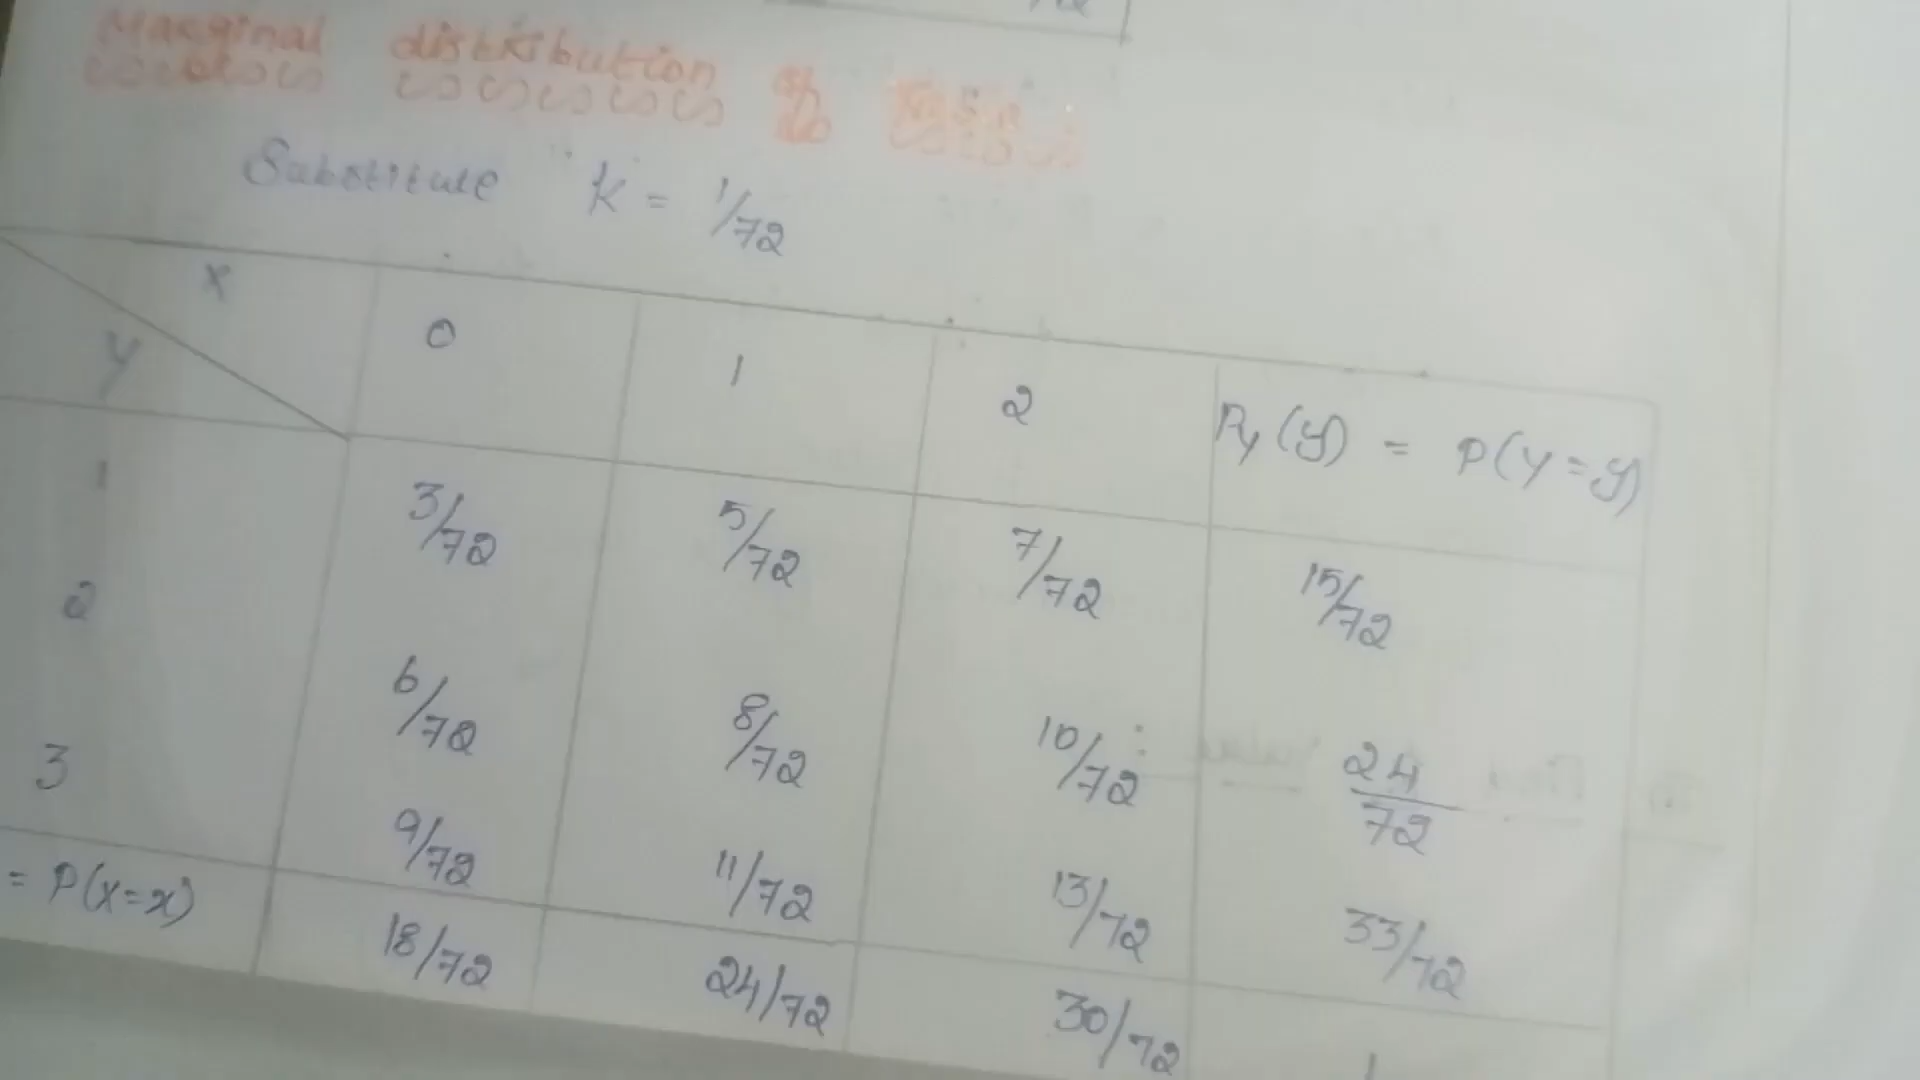 Marginal distribution of
Substitute K = 1/72
X 0 1 2 Py (y) = P(Y=y)
Y
1 3/72 5/72 7/72 15/72
2 6/72 8/72 10/72 24/72
3 9/72 11/72 13/72 33/72
= P(X=x) 18/72 24/72 30/72 1